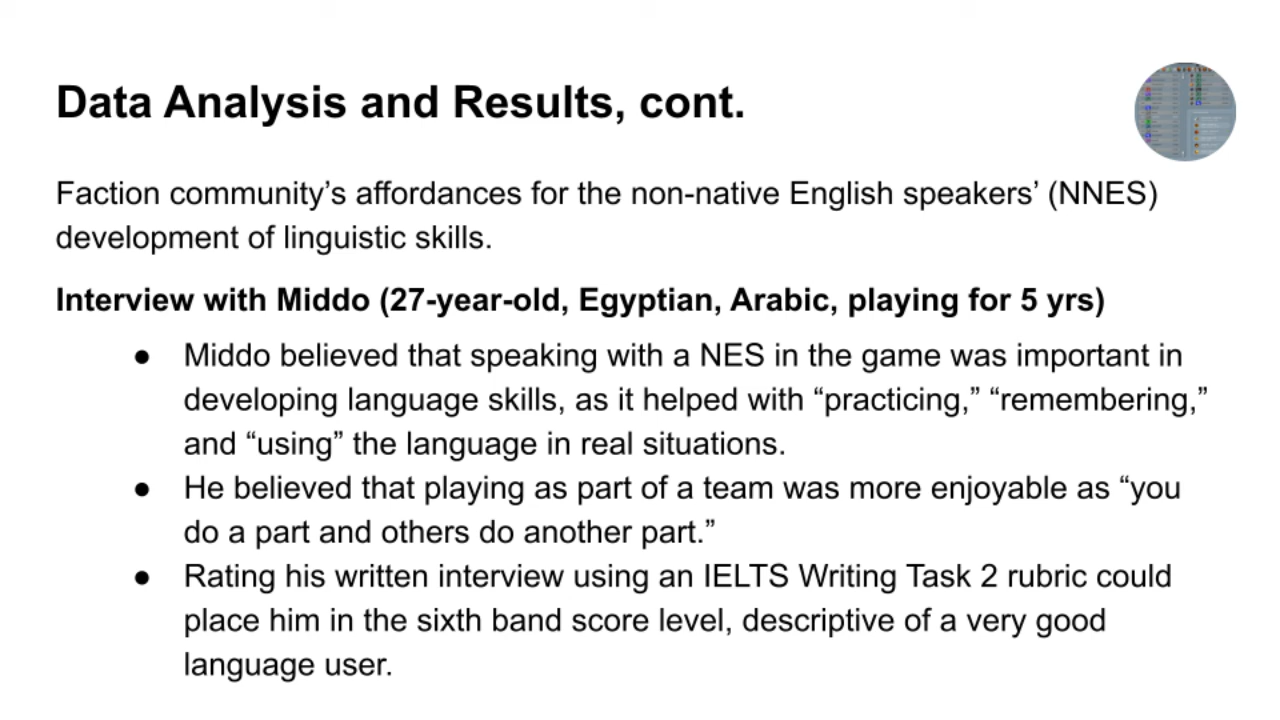 Data Analysis and Results, cont.
Faction community’s affordances for the non-native English speakers’ (NNES)
development of linguistic skills.
Interview with Middo (27-year-old, Egyptian, Arabic, playing for 5 yrs)
● Middo believed that speaking with a NES in the game was important in
developing language skills, as it helped with “practicing,” “remembering,”
and “using” the language in real situations.
● He believed that playing as part of a team was more enjoyable as “you
do a part and others do another part.”
● Rating his written interview using an IELTS Writing Task 2 rubric could
place him in the sixth band score level, descriptive of a very good
language user.